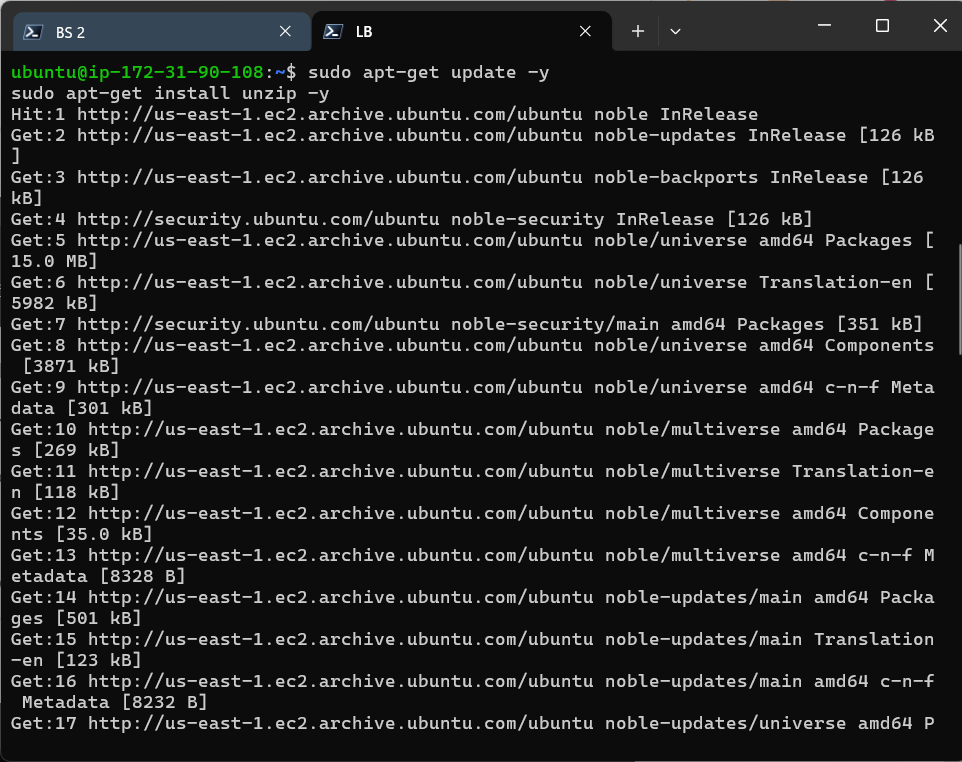 BS 2
LB
ubuntu@ip-172-31-90-108:~$ sudo apt-get update -y
sudo apt-get install unzip -y
Hit:1 http://us-east-1.ec2.archive.ubuntu.com/ubuntu noble InRelease
Get:2 http://us-east-1.ec2.archive.ubuntu.com/ubuntu noble-updates InRelease [126 kB
]
Get:3 http://us-east-1.ec2.archive.ubuntu.com/ubuntu noble-backports InRelease [126
kB]
Get:4 http://security.ubuntu.com/ubuntu noble-security InRelease [126 kB]
Get:5 http://us-east-1.ec2.archive.ubuntu.com/ubuntu noble/universe amd64 Packages [
15.0 MB]
Get:6 http://us-east-1.ec2.archive.ubuntu.com/ubuntu noble/universe Translation-en [
5982 kB]
Get:7 http://security.ubuntu.com/ubuntu noble-security/main amd64 Packages [351 kB]
Get:8 http://us-east-1.ec2.archive.ubuntu.com/ubuntu noble/universe amd64 Components
 [3871 kB]
Get:9 http://us-east-1.ec2.archive.ubuntu.com/ubuntu noble/universe amd64 c-n-f Meta
data [301 kB]
Get:10 http://us-east-1.ec2.archive.ubuntu.com/ubuntu noble/multiverse amd64 Package
s [269 kB]
Get:11 http://us-east-1.ec2.archive.ubuntu.com/ubuntu noble/multiverse Translation-e
n [118 kB]
Get:12 http://us-east-1.ec2.archive.ubuntu.com/ubuntu noble/multiverse amd64 Compone
nts [35.0 kB]
Get:13 http://us-east-1.ec2.archive.ubuntu.com/ubuntu noble/multiverse amd64 c-n-f M
etadata [8328 B]
Get:14 http://us-east-1.ec2.archive.ubuntu.com/ubuntu noble-updates/main amd64 Packa
ges [501 kB]
Get:15 http://us-east-1.ec2.archive.ubuntu.com/ubuntu noble-updates/main Translation
-en [123 kB]
Get:16 http://us-east-1.ec2.archive.ubuntu.com/ubuntu noble-updates/main amd64 c-n-f
 Metadata [8232 B]
Get:17 http://us-east-1.ec2.archive.ubuntu.com/ubuntu noble-updates/universe amd64 P